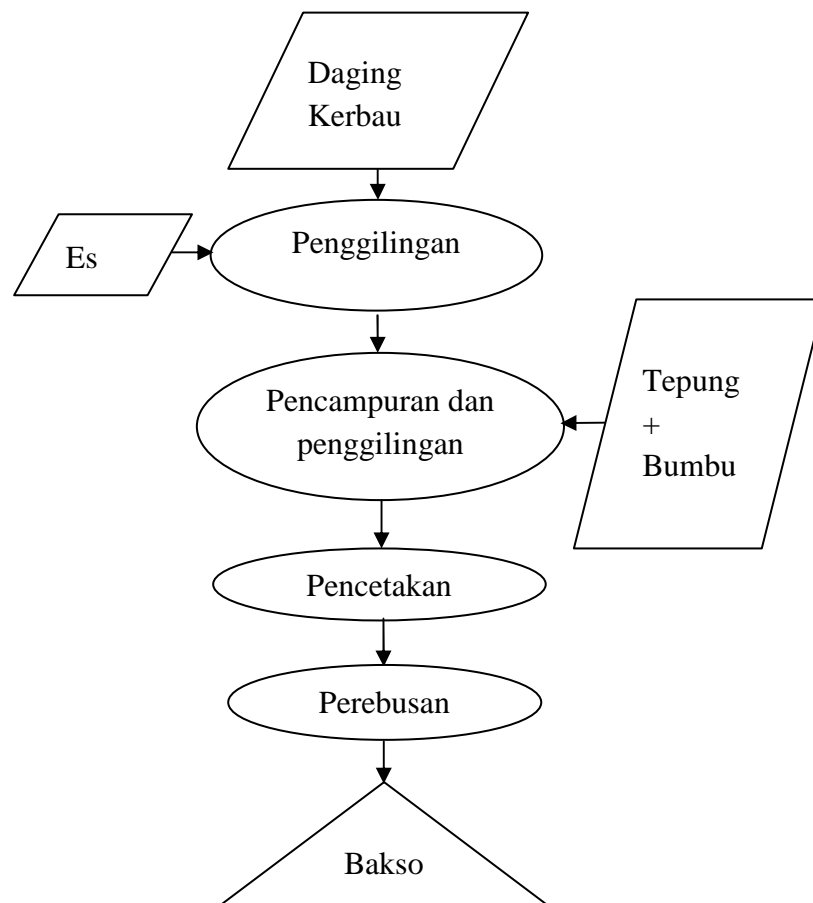 Daging
Kerbau
Penggilingan
Es
Pencampuran dan
penggilingan
Tepung
+
Bumbu
Pencetakan
Perebusan
Bakso